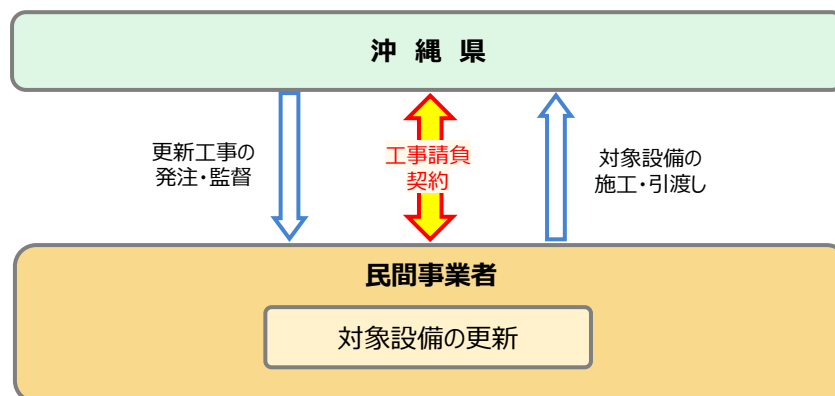 沖 縄 県
更新工事の
発注・監督
工事請負
契約
対象設備の
施工・引渡し
民間事業者
対象設備の更新